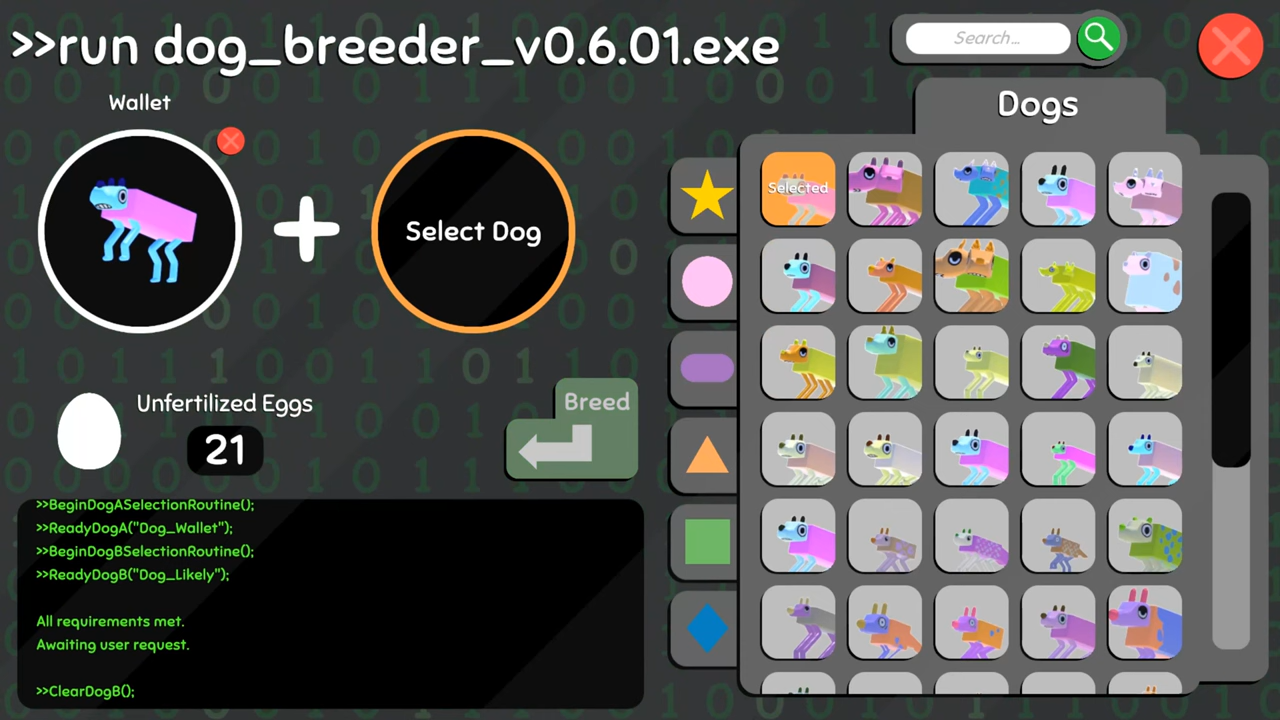 >>run dog_breeder_v0.6.01.exe
Search...
Wallet
Dogs
Select Dog
Selected
Unfertilized Eggs
21
Breed
>>BeginDogASelectionRoutine();
>>ReadyDogA("Dog_Wallet");
>>BeginDogBSelectionRoutine();
>>ReadyDogB("Dog_Likely");
All requirements met.
Awaiting user request.
>>ClearDogB();